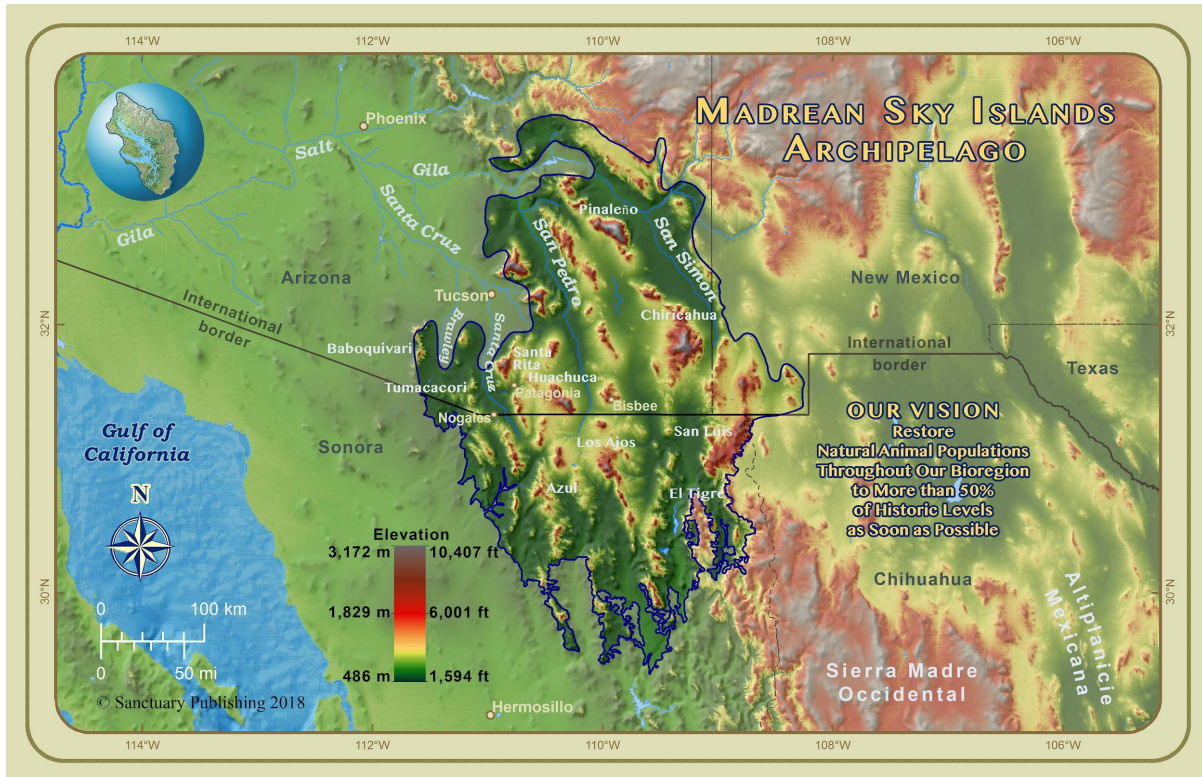 114°W
112°W
110°W
108°W
106°W
MADREAN SKY ISLANDS
ARCHIPELAGO
Phoenix
Salt
Gila
Santa Cruz
Gila
Pinaleño
San Pedro
San Simon
Arizona
New Mexico
Tucson
International
border
Brawley
Santa Cruz
Chiricahua
32°N
32°N
Baboquivari
Santa
Rita
International
border
Texas
Tumacacori
Huachuca
Patagonia
Nogales
Bisbee
OUR VISION
Restore
Natural Animal Populations
Throughout Our Bioregion
to More than 50%
of Historic Levels
as Soon as Possible
Gulf of
California
Sonora
Los Ajos
San Luis
N
Azul
El Tigre
Elevation
3,172 m 10,407 ft
1,829 m 6,001 ft
486 m 1,594 ft
30°N
30°N
Chihuahua
Altiplanicie
Mexicana
0 100 km
0 50 mi
Sierra Madre
Occidental
© Sanctuary Publishing 2018
Hermosillo
114°W
112°W
110°W
108°W
106°W